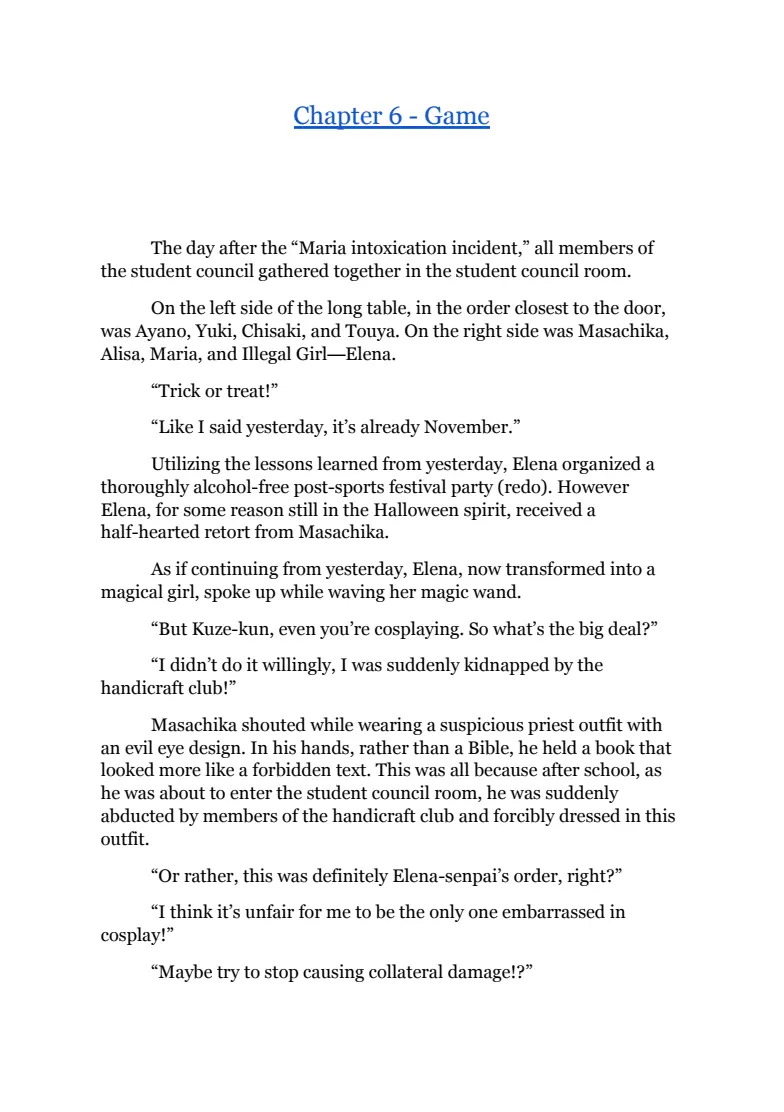 Chapter 6 - Game
The day after the “Maria intoxication incident,” all members of
the student council gathered together in the student council room.
On the left side of the long table, in the order closest to the door,
was Ayano, Yuki, Chisaki, and Touya. On the right side was Masachika,
Alisa, Maria, and Illegal Girl—Elena.
“Trick or treat!”
“Like I said yesterday, it’s already November.”
Utilizing the lessons learned from yesterday, Elena organized a
thoroughly alcohol-free post-sports festival party (redo). However
Elena, for some reason still in the Halloween spirit, received a
half-hearted retort from Masachika.
As if continuing from yesterday, Elena, now transformed into a
magical girl, spoke up while waving her magic wand.
“But Kuze-kun, even you’re cosplaying. So what’s the big deal?”
“I didn’t do it willingly, I was suddenly kidnapped by the
handicraft club!”
Masachika shouted while wearing a suspicious priest outfit with
an evil eye design. In his hands, rather than a Bible, he held a book that
looked more like a forbidden text. This was all because after school, as
he was about to enter the student council room, he was suddenly
abducted by members of the handicraft club and forcibly dressed in this
outfit.
“Or rather, this was definitely Elena-senpai’s order, right?”
“I think it’s unfair for me to be the only one embarrassed in
cosplay!”
“Maybe try to stop causing collateral damage!?”